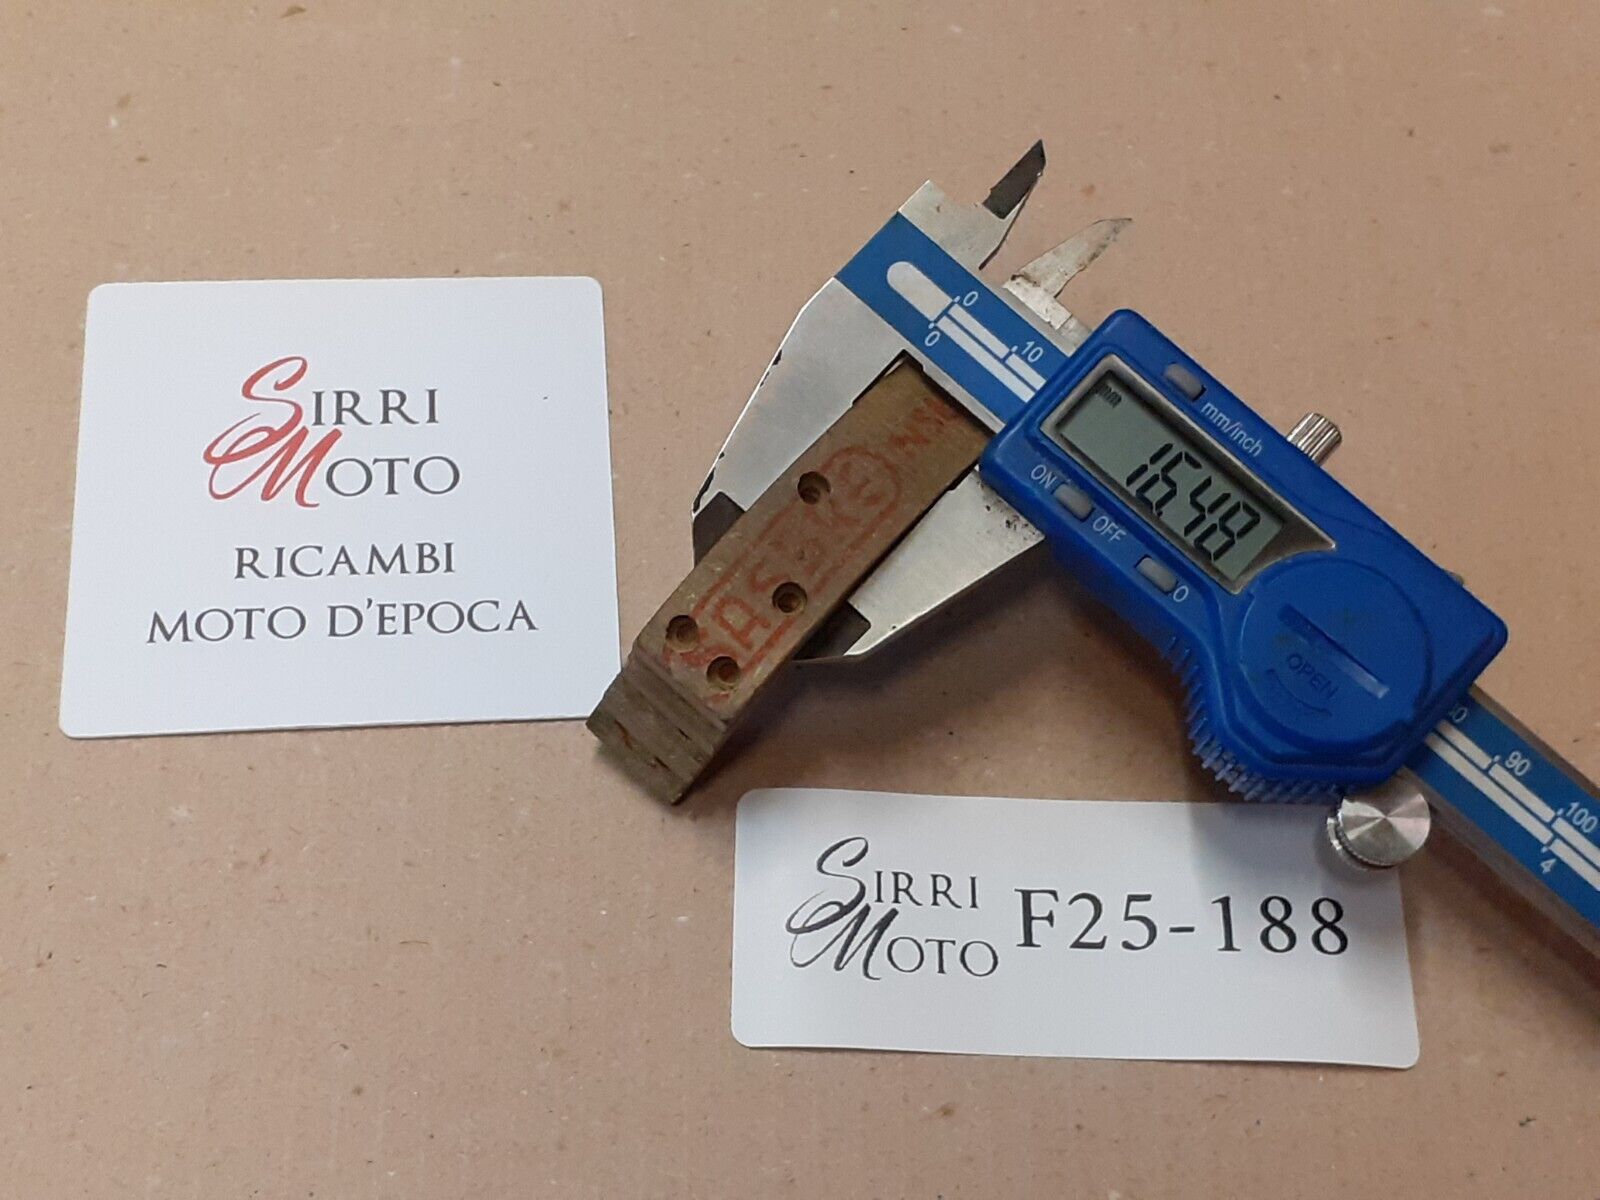 SIRRI
MOTO
RICAMBI
MOTO D'EPOCA
0
0
10
mm
mm/inch
16.48
ON
OFF
0
OPEN
90
100
4
SIRRI
MOTO
F25-188